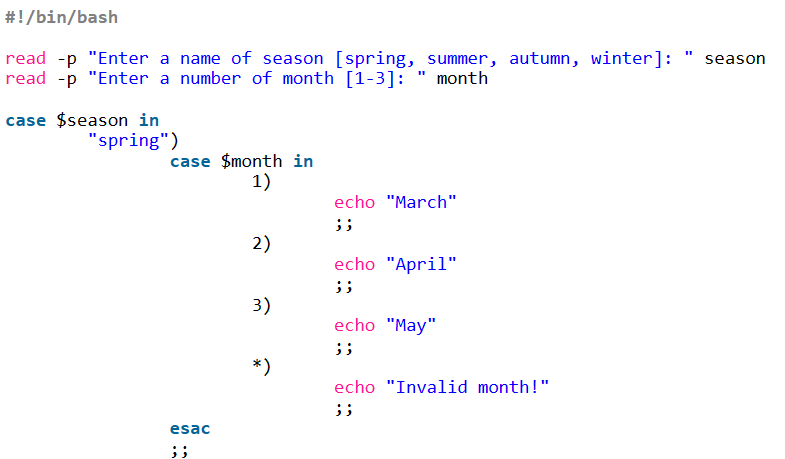 #!/bin/bash

read -p "Enter a name of season [spring, summer, autumn, winter]: " season
read -p "Enter a number of month [1-3]: " month

case $season in
        "spring")
                case $month in
                        1)
                                echo "March"
                                ;;
                        2)
                                echo "April"
                                ;;
                        3)
                                echo "May"
                                ;;
                        *)
                                echo "Invalid month!"
                                ;;
                esac
                ;;